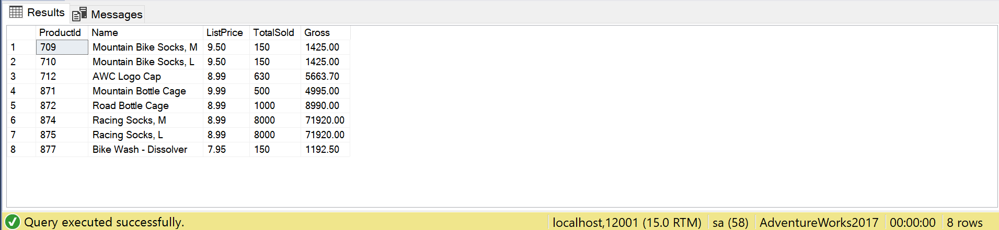 Results Messages
ProductId Name ListPrice TotalSold Gross
1 709 Mountain Bike Socks, M 9.50 150 1425.00
2 710 Mountain Bike Socks, L 9.50 150 1425.00
3 712 AWC Logo Cap 8.99 630 5663.70
4 871 Mountain Bottle Cage 9.99 500 4995.00
5 872 Road Bottle Cage 8.99 1000 8990.00
6 874 Racing Socks, M 8.99 8000 71920.00
7 875 Racing Socks, L 8.99 8000 71920.00
8 877 Bike Wash - Dissolver 7.95 150 1192.50
Query executed successfully. localhost,12001 (15.0 RTM) sa (58) AdventureWorks2017 00:00:00 8 rows